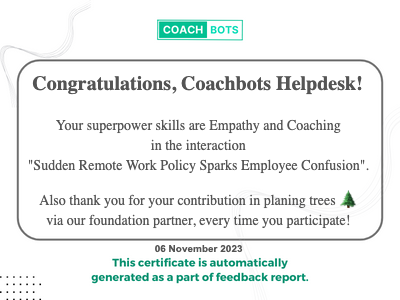 COACH BOTS
Congratulations, Coachbots Helpdesk!
Your superpower skills are Empathy and Coaching
in the interaction
"Sudden Remote Work Policy Sparks Employee Confusion".
Also thank you for your contribution in planing trees 🌲
via our foundation partner, every time you participate!
06 November 2023
This certificate is automatically
generated as a part of feedback report.